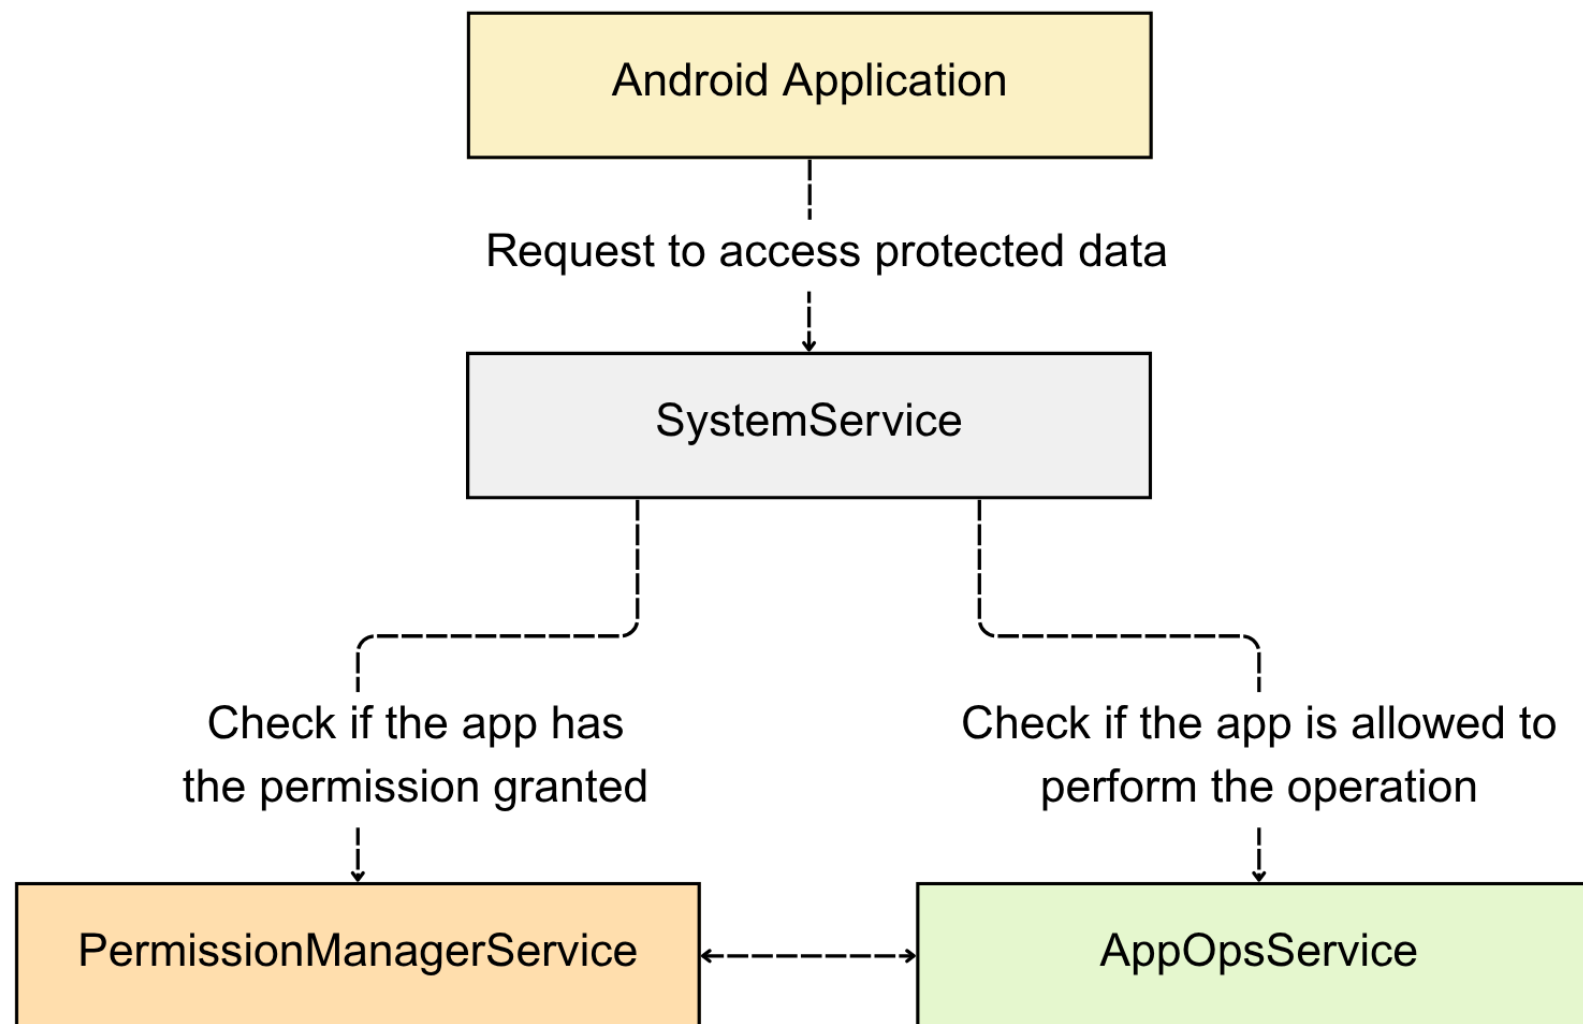 Android Application
Request to access protected data
SystemService
Check if the app has
the permission granted
Check if the app is allowed to
perform the operation
PermissionManagerService
AppOpsService